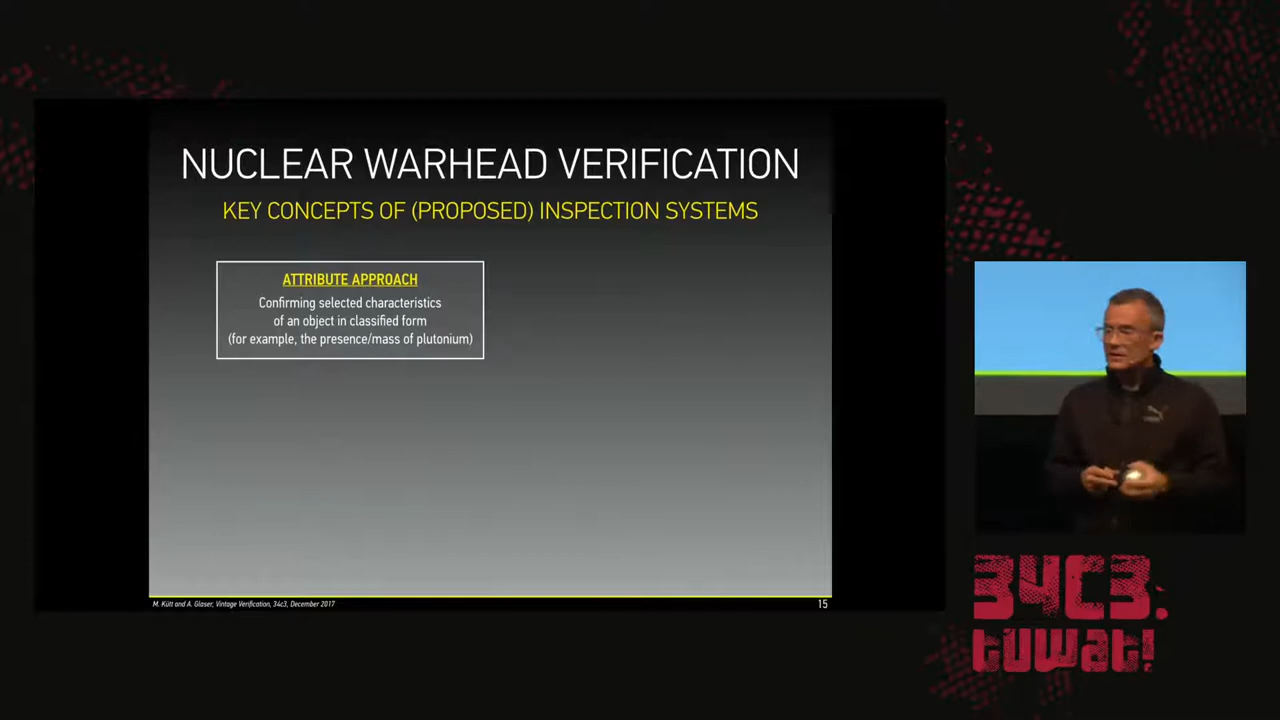 NUCLEAR WARHEAD VERIFICATION
KEY CONCEPTS OF (PROPOSED) INSPECTION SYSTEMS
ATTRIBUTE APPROACH
Confirming selected characteristics
of an object in classified form
(for example, the presence/mass of plutonium)
M. Kütt and A. Glaser, Vintage Verification, 34c3, December 2017
15
34C3.
tuwat!